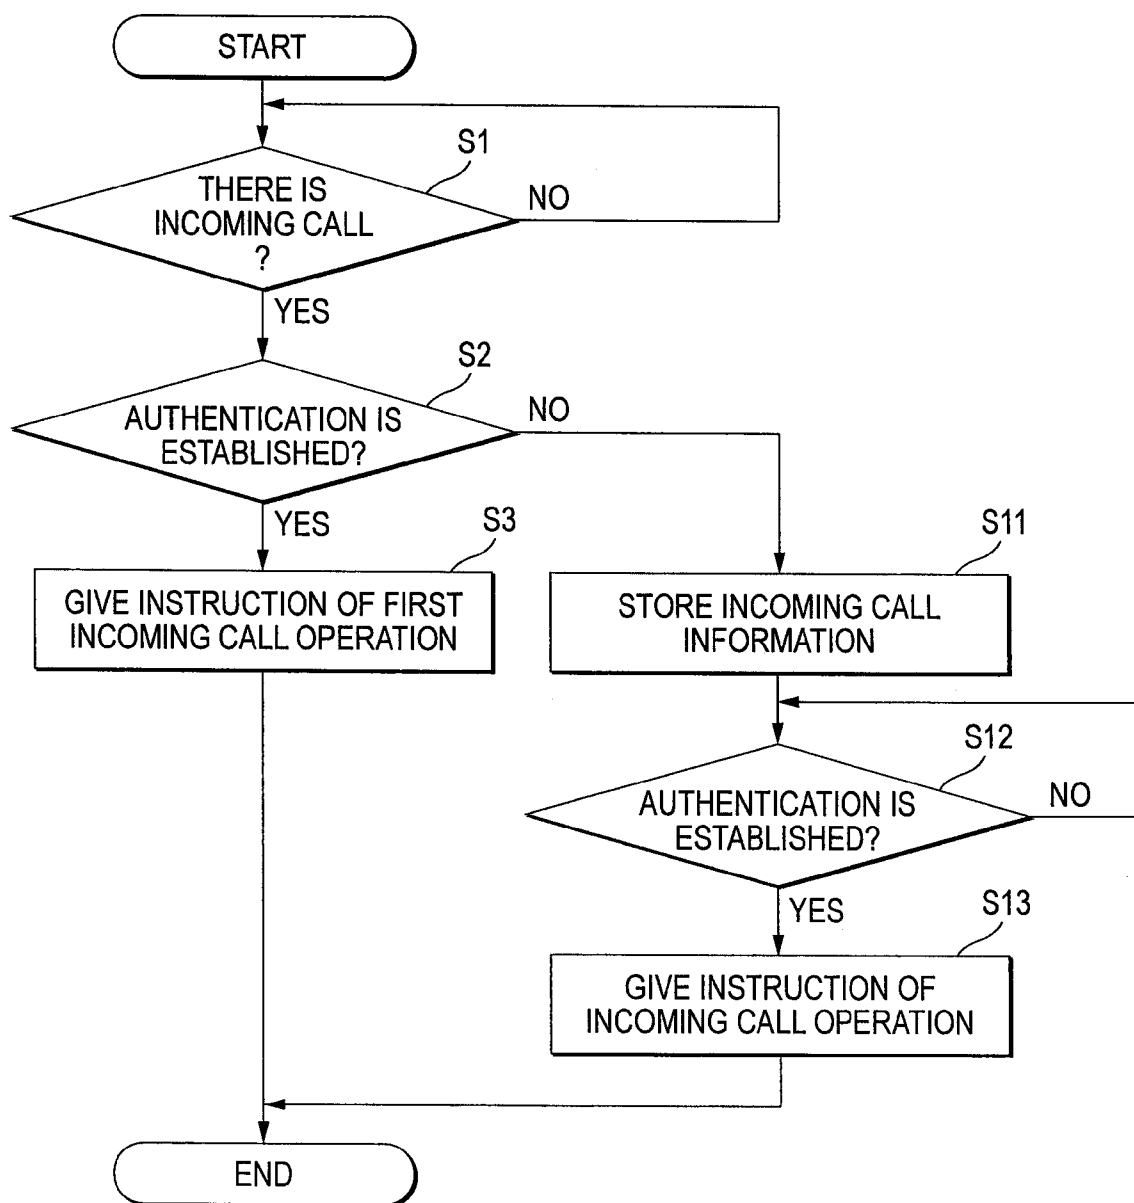 START
S1
THERE IS
INCOMING CALL
?
NO
YES
S2
AUTHENTICATION IS
ESTABLISHED?
NO
YES
S3
GIVE INSTRUCTION OF FIRST
INCOMING CALL OPERATION
S11
STORE INCOMING CALL
INFORMATION
S12
AUTHENTICATION IS
ESTABLISHED?
NO
YES
S13
GIVE INSTRUCTION OF
INCOMING CALL OPERATION
END